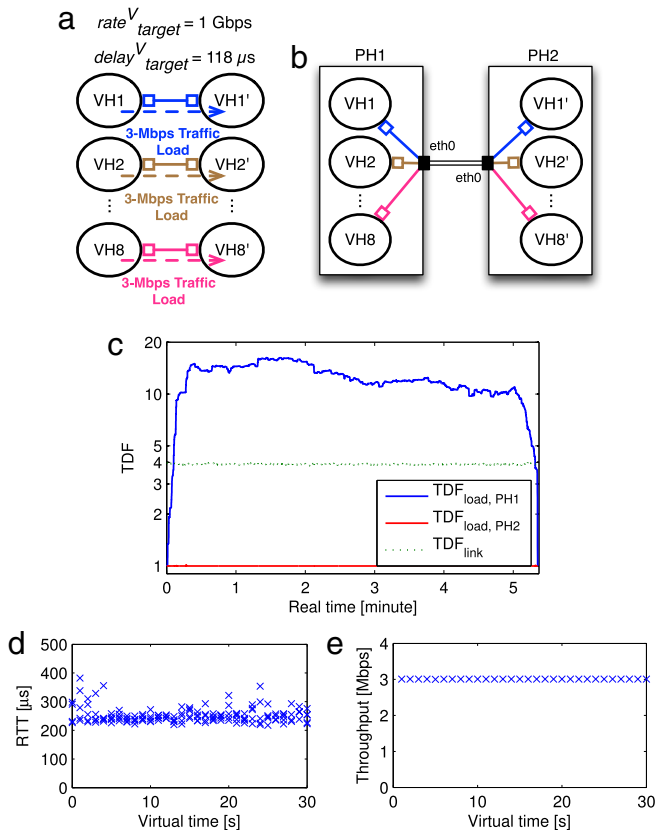 a
rate^V_target = 1 Gbps
delay^V_target = 118 µs
VH1
VH1'
3-Mbps Traffic
Load
VH2
VH2'
3-Mbps Traffic
Load
VH8
VH8'
3-Mbps Traffic
Load
b
PH1
PH2
VH1
VH1'
eth0
VH2
VH2'
eth0
VH8
VH8'
c
20
10
5
4
3
2
1
TDF
TDF_load, PH1
TDF_load, PH2
TDF_link
0 1 2 3 4 5
Real time [minute]
d
500
400
300
200
100
0
RTT [µs]
0 10 20 30
Virtual time [s]
e
4
3
2
1
0
Throughput [Mbps]
0 10 20 30
Virtual time [s]